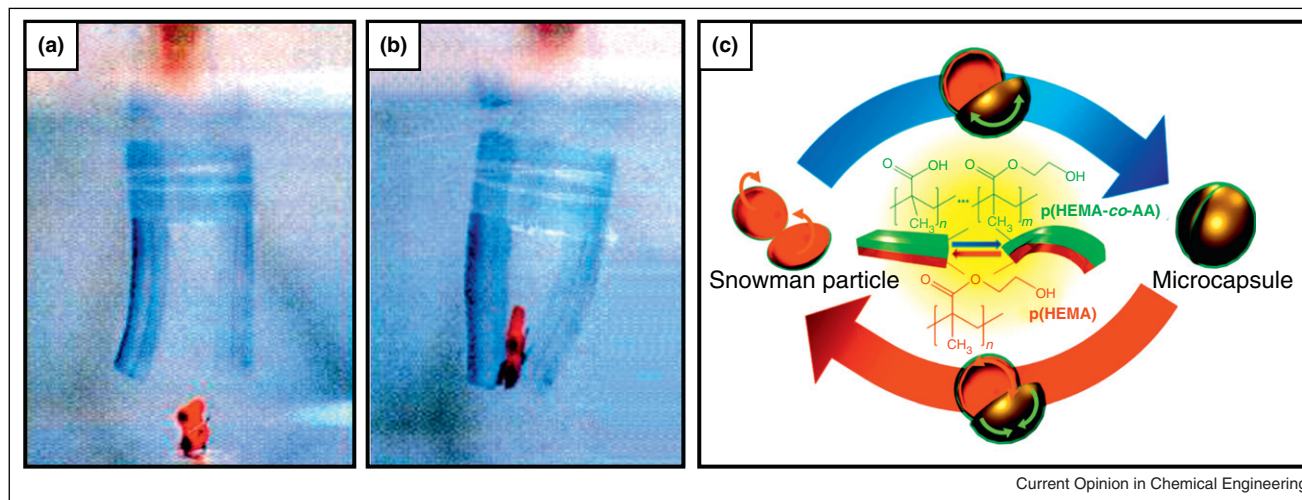 (a)
(b)
(c)
O
OH
O
O
OH
n
...
m
CH3
CH3
p(HEMA-co-AA)
Snowman particle
Microcapsule
O
O
OH
n
p(HEMA)
CH3
Current Opinion in Chemical Engineering